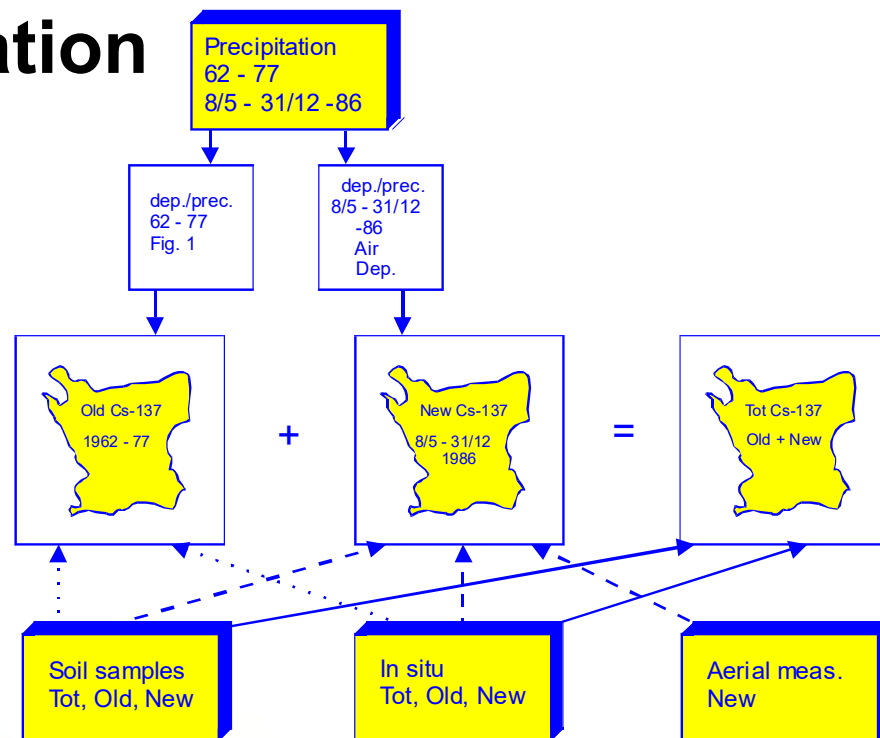 Precipitation
62 - 77
8/5 - 31/12 -86
dep./prec.
62 - 77
Fig. 1
dep./prec.
8/5 - 31/12
-86
Air
Dep.
Old Cs-137
1962 - 77
+
New Cs-137
8/5 - 31/12
1986
=
Tot Cs-137
Old + New
Soil samples
Tot, Old, New
In situ
Tot, Old, New
Aerial meas.
New